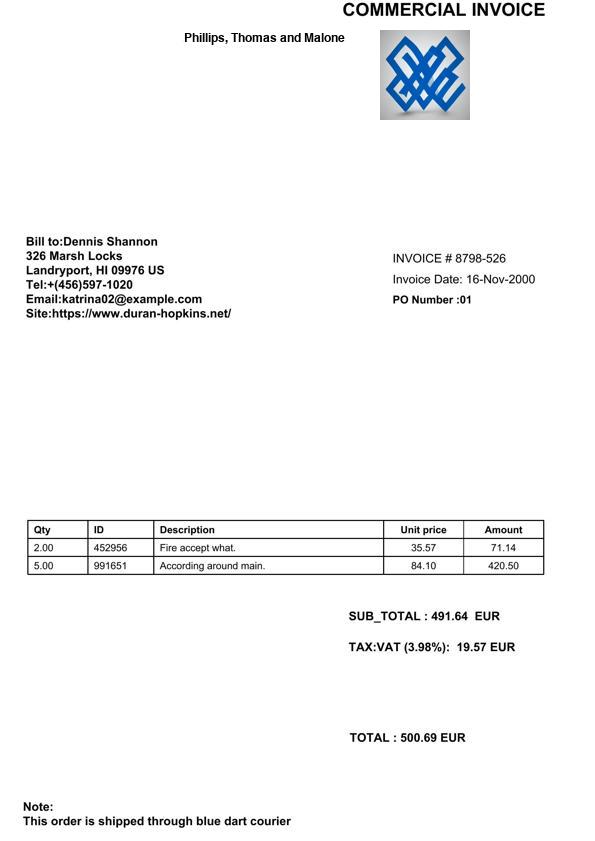 COMMERCIAL INVOICE
Phillips, Thomas and Malone
Bill to:Dennis Shannon
326 Marsh Locks
Landryport, HI 09976 US
Tel:+(456)597-1020
Email:katrina02@example.com
Site:https://www.duran-hopkins.net/
INVOICE # 8798-526
Invoice Date: 16-Nov-2000
PO Number :01
Qty ID Description Unit price Amount
2.00 452956 Fire accept what. 35.57 71.14
5.00 991651 According around main. 84.10 420.50
SUB_TOTAL : 491.64 EUR
TAX:VAT (3.98%): 19.57 EUR
TOTAL : 500.69 EUR
Note:
This order is shipped through blue dart courier